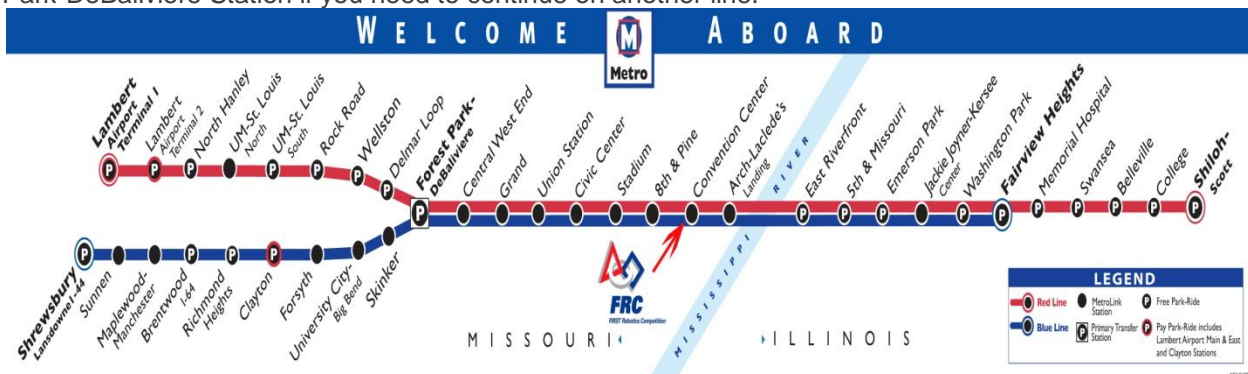 Park-DeBaliviere Station if you need to continue on another line.
WELCOME ABOARD
M
Metro
Lambert
Airport
Terminal 1
Lambert
Airport
Terminal 2
North Hanley
UM-St. Louis
North
UM-St. Louis
South
Rock Road
Wellston
Delmar Loop
Forest Park-
DeBaliviere
Central West End
Grand
Union Station
Civic Center
Stadium
8th & Pine
Convention Center
Arch-Laclede's
Landing
East Riverfront
5th & Missouri
Emerson Park
Jackie Joyner-Kersee
Center
Washington Park
Fairview Heights
Memorial Hospital
Swansea
Belleville
College
Shiloh-
Scott
Shrewsbury
Lansdowne I-44
Sunnen
Maplewood-
Manchester
Brentwood
I-64
Richmond
Heights
Clayton
Forsyth
University City-
Big Bend
Skinker
MISSISSIPPI RIVER
FRC
FIRST Robotics Competition
MISSOURI
ILLINOIS
LEGEND
Red Line
MetroLink
Station
P Free Park-Ride
Blue Line
P Primary Transfer
Station
P Pay Park-Ride includes
Lambert Airport Main & East
and Clayton Stations